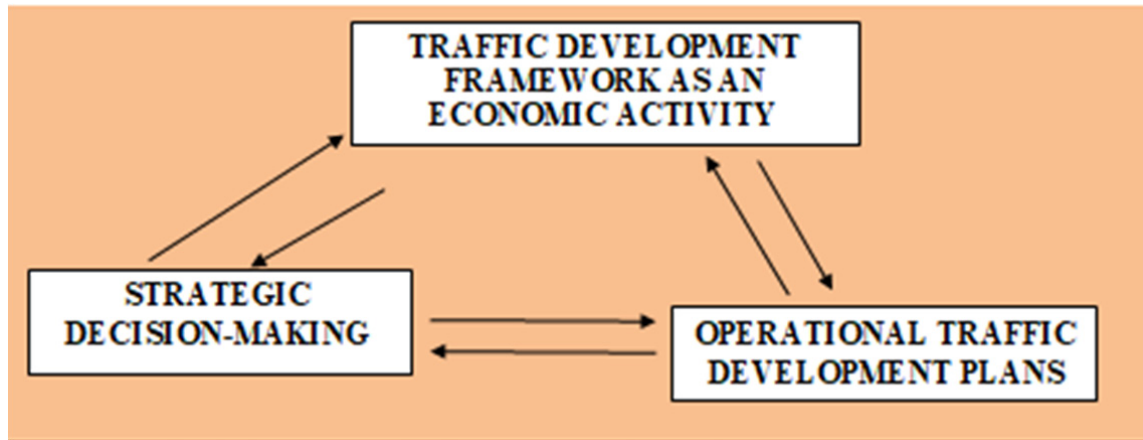 TRAFFIC DEVELOPMENT
FRAMEWORK AS AN
ECONOMIC ACTIVITY
STRATEGIC
DECISION-MAKING
OPERATIONAL TRAFFIC
DEVELOPMENT PLANS